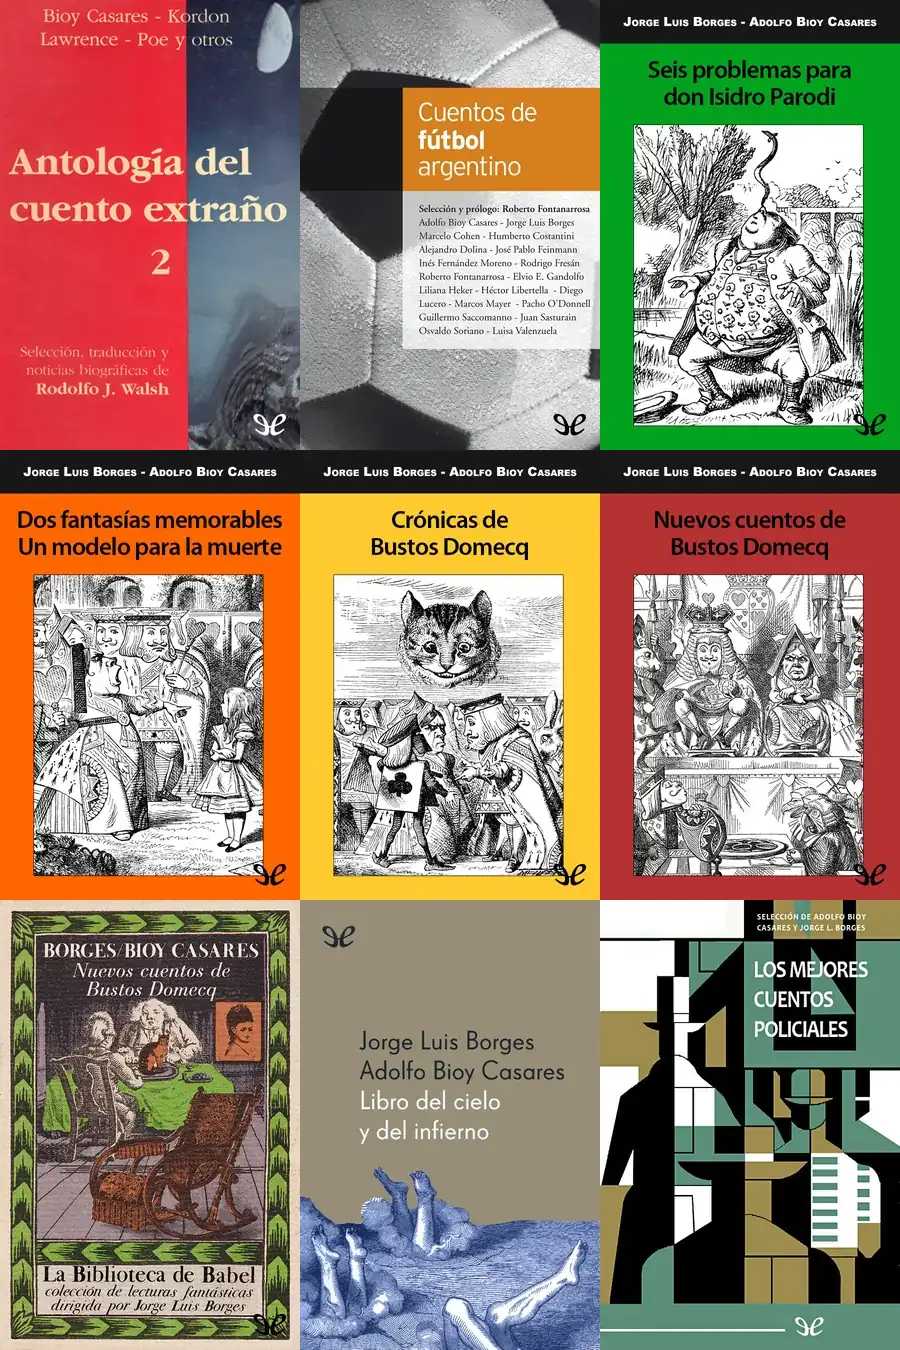 Bioy Casares - Kordon
Lawrence - Poe y otros
Antología del
cuento extraño
2
Selección, traducción y
noticias biográficas de
Rodolfo J. Walsh
Cuentos de
fútbol
argentino
Selección y prólogo: Roberto Fontanarrosa
Adolfo Bioy Casares - Jorge Luis Borges
Marcelo Cohen - Humberto Costantini
Alejandro Dolina - José Pablo Feinmann
Inés Fernández Moreno - Rodrigo Fresán
Roberto Fontanarrosa - Elvio E. Gandolfo
Liliana Heker - Héctor Libertella - Diego
Lucero - Marcos Mayer - Pacho O'Donnell
Guillermo Saccomanno - Juan Sasturain
Osvaldo Soriano - Luisa Valenzuela
Jorge Luis Borges - Adolfo Bioy Casares
Seis problemas para
don Isidro Parodi
Jorge Luis Borges - Adolfo Bioy Casares
Dos fantasías memorables
Un modelo para la muerte
Jorge Luis Borges - Adolfo Bioy Casares
Crónicas de
Bustos Domecq
Jorge Luis Borges - Adolfo Bioy Casares
Nuevos cuentos de
Bustos Domecq
BORGES/BIOY CASARES
Nuevos cuentos de
Bustos Domecq
La Biblioteca de Babel
colección de lecturas fantásticas
dirigida por Jorge Luis Borges
Jorge Luis Borges
Adolfo Bioy Casares
Libro del cielo
y del infierno
SELECCIÓN DE ADOLFO BIOY
CASARES Y JORGE L. BORGES
LOS MEJORES
CUENTOS
POLICIALES